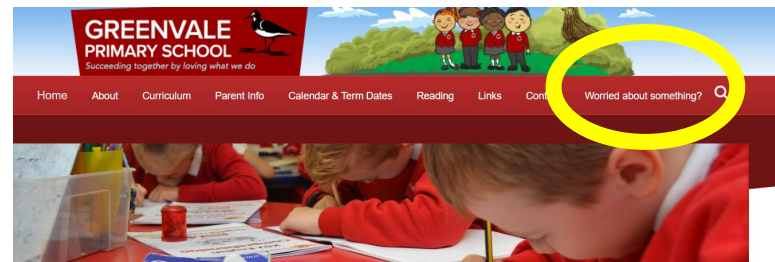 GREENVALE
PRIMARY SCHOOL
Succeeding together by loving what we do
Home About Curriculum Parent Info Calendar & Term Dates Reading Links Worried about something?
Comprehension